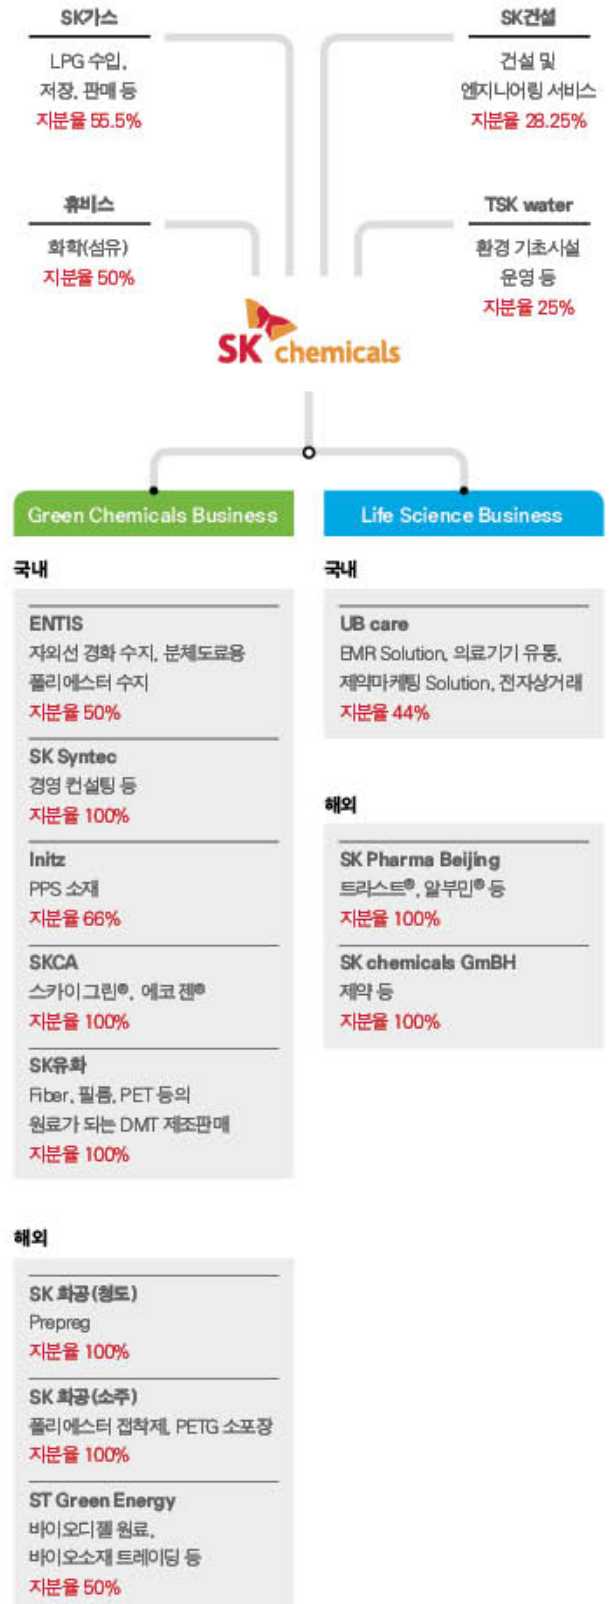 SK가스
LPG 수입,
저장, 판매 등
지분율 55.5%
SK건설
건설 및
엔지니어링 서비스
지분율 28.25%
휴비스
화학(섬유)
지분율 50%
TSK water
환경 기초시설
운영 등
지분율 25%
SK chemicals
Green Chemicals Business
국내
ENTIS
자외선 경화 수지, 분체도료용
폴리에스터 수지
지분율 50%
SK Syntec
경영 컨설팅 등
지분율 100%
Initz
PPS 소재
지분율 66%
SKCA
스카이그린®, 에코젠®
지분율 100%
SK유화
Fiber, 필름, PET 등의
원료가 되는 DMT 제조판매
지분율 100%
해외
SK 화공(청도)
Prepreg
지분율 100%
SK 화공(소주)
폴리에스터 접착제, PETG 소포장
지분율 100%
ST Green Energy
바이오디젤 원료,
바이오소재 트레이딩 등
지분율 50%
Life Science Business
국내
UB care
EMR Solution, 의료기기 유통,
제약마케팅 Solution, 전자상거래
지분율 44%
해외
SK Pharma Beijing
트라스트®, 알부민® 등
지분율 100%
SK chemicals GmBH
제약 등
지분율 100%